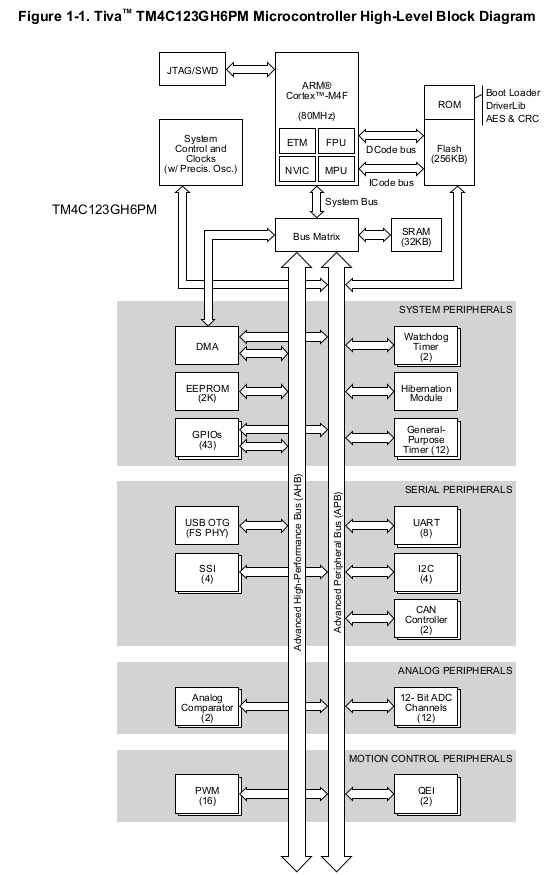 Figure 1-1. Tiva™ TM4C123GH6PM Microcontroller High-Level Block Diagram
JTAG/SWD
ARM®
Cortex™-M4F
(80MHz)
ETM
FPU
NVIC
MPU
ROM
Boot Loader
DriverLib
AES & CRC
Flash
(256KB)
DCode bus
ICode bus
System
Control and
Clocks
(w/ Precis. Osc.)
TM4C123GH6PM
System Bus
Bus Matrix
SRAM
(32KB)
SYSTEM PERIPHERALS
DMA
Watchdog
Timer
(2)
EEPROM
(2K)
Hibernation
Module
GPIOs
(43)
General-
Purpose
Timer (12)
Advanced High-Performance Bus (AHB)
Advanced Peripheral Bus (APB)
SERIAL PERIPHERALS
USB OTG
(FS PHY)
UART
(8)
SSI
(4)
I2C
(4)
CAN
Controller
(2)
ANALOG PERIPHERALS
Analog
Comparator
(2)
12- Bit ADC
Channels
(12)
MOTION CONTROL PERIPHERALS
PWM
(16)
QEI
(2)